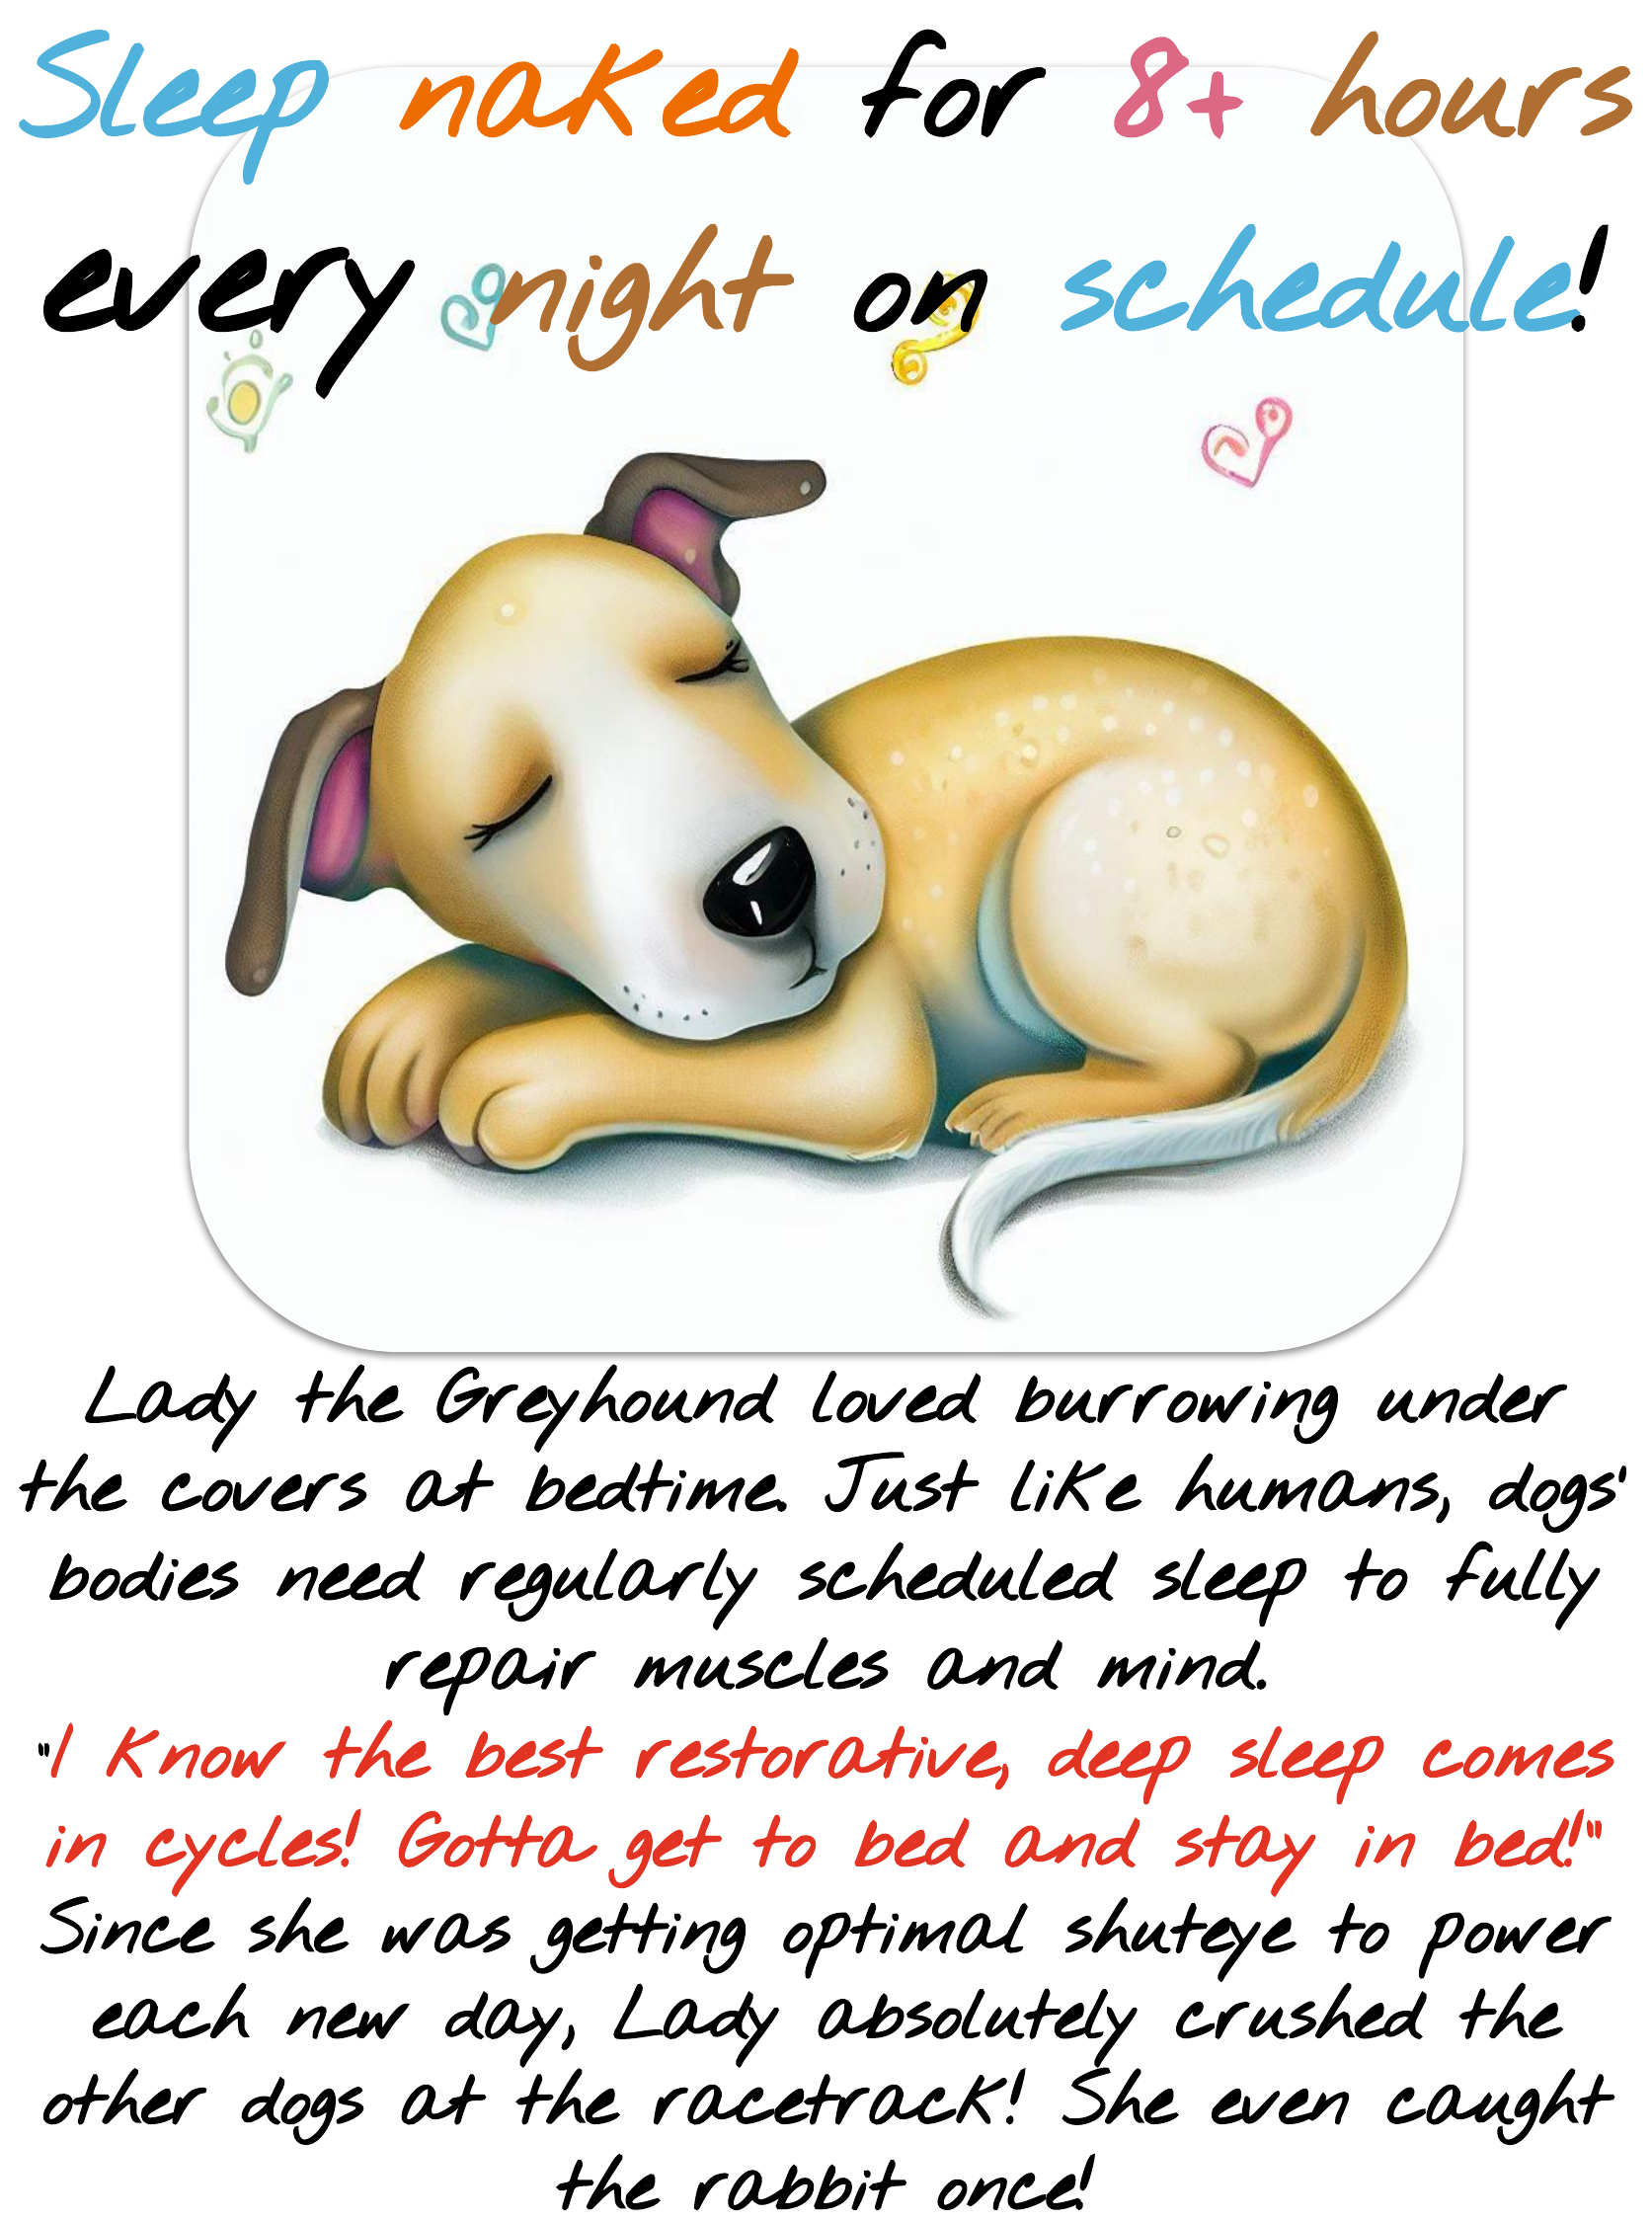 Sleep naked for 8+ hours
every night on schedule!
Lady the Greyhound loved burrowing under
the covers at bedtime. Just like humans, dogs'
bodies need regularly scheduled sleep to fully
repair muscles and mind.
"I know the best restorative, deep sleep comes
in cycles! Gotta get to bed and stay in bed!"
Since she was getting optimal shuteye to power
each new day, Lady absolutely crushed the
other dogs at the racetrack! She even caught
the rabbit once!